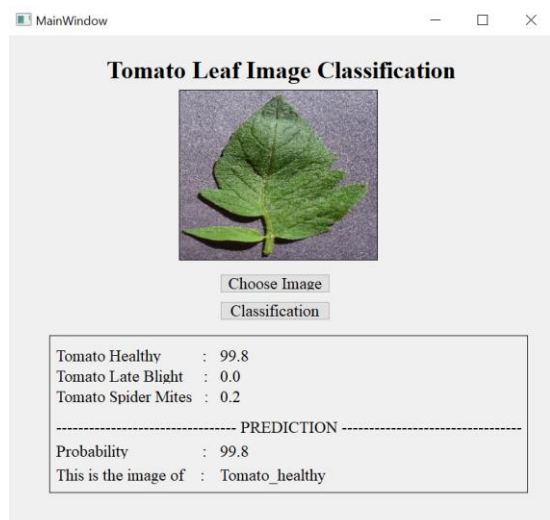 MainWindow
Tomato Leaf Image Classification
Choose Image
Classification
Tomato Healthy : 99.8
Tomato Late Blight : 0.0
Tomato Spider Mites : 0.2
--------------------------------- PREDICTION ---------------------------------
Probability : 99.8
This is the image of : Tomato_healthy